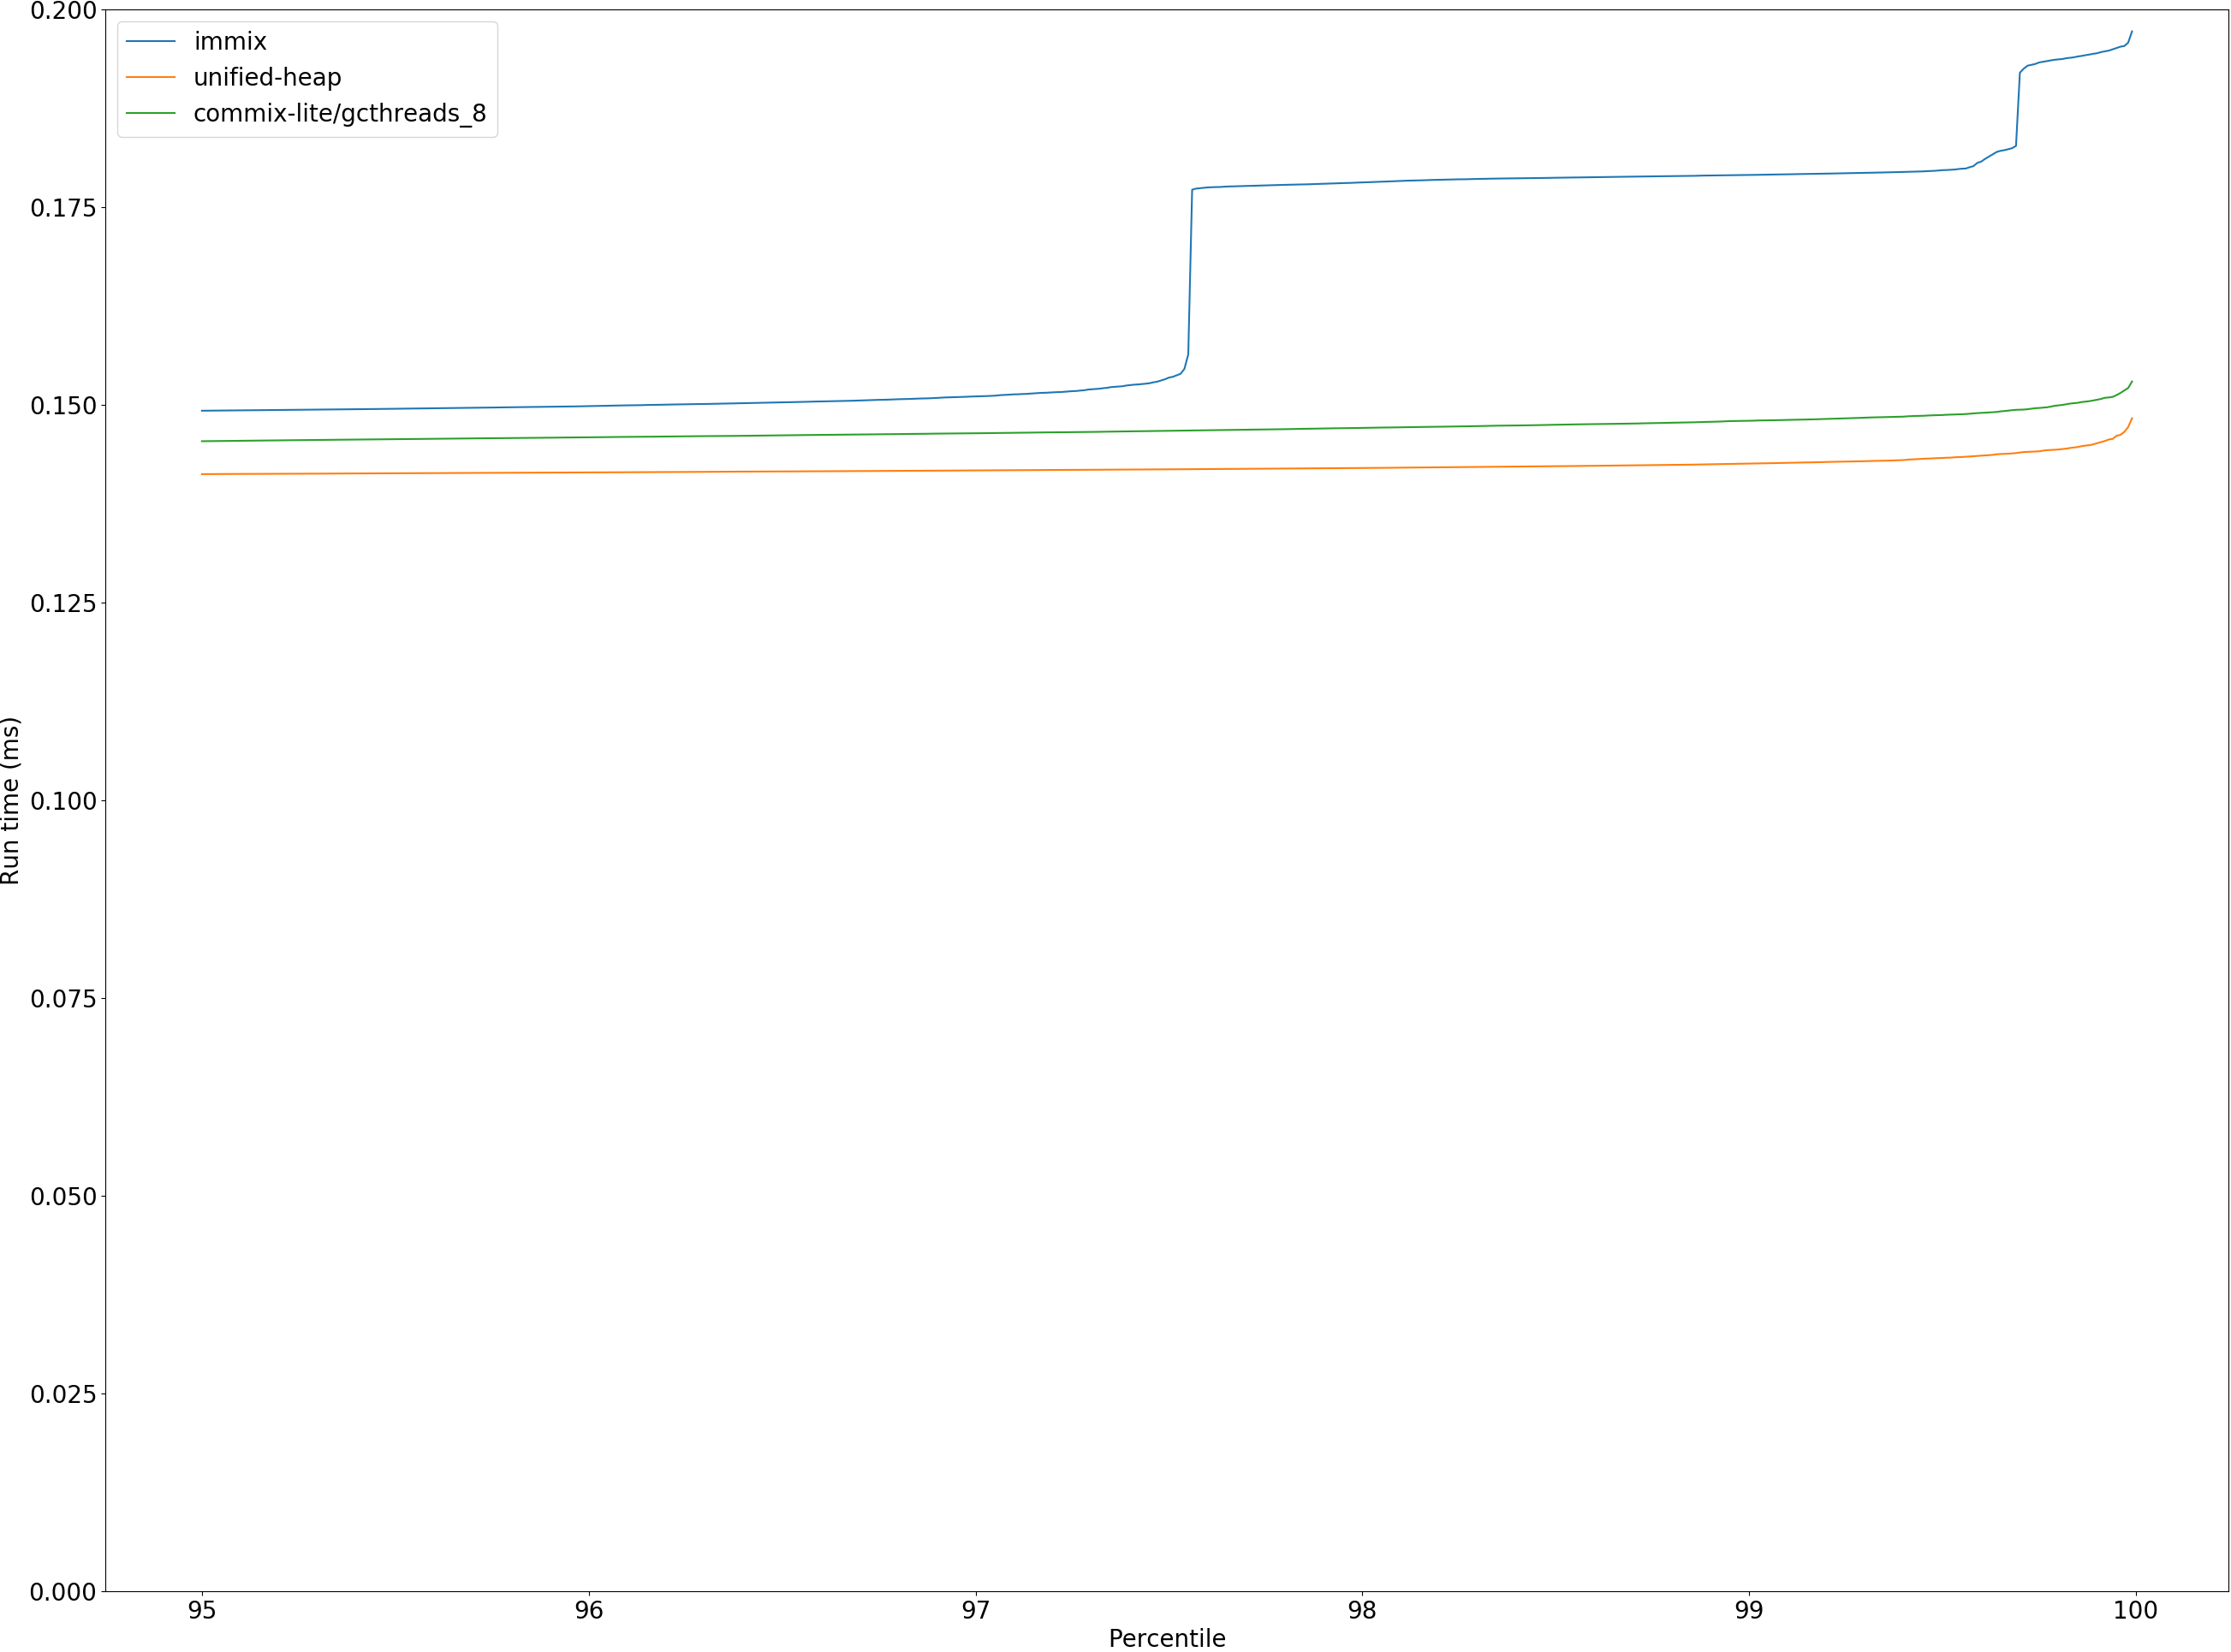 immix
unified-heap
commix-lite/gcthreads_8
0.200
0.175
0.150
0.125
0.100
0.075
0.050
0.025
0.000
Run time (ms)
95 96 97 98 99 100
Percentile